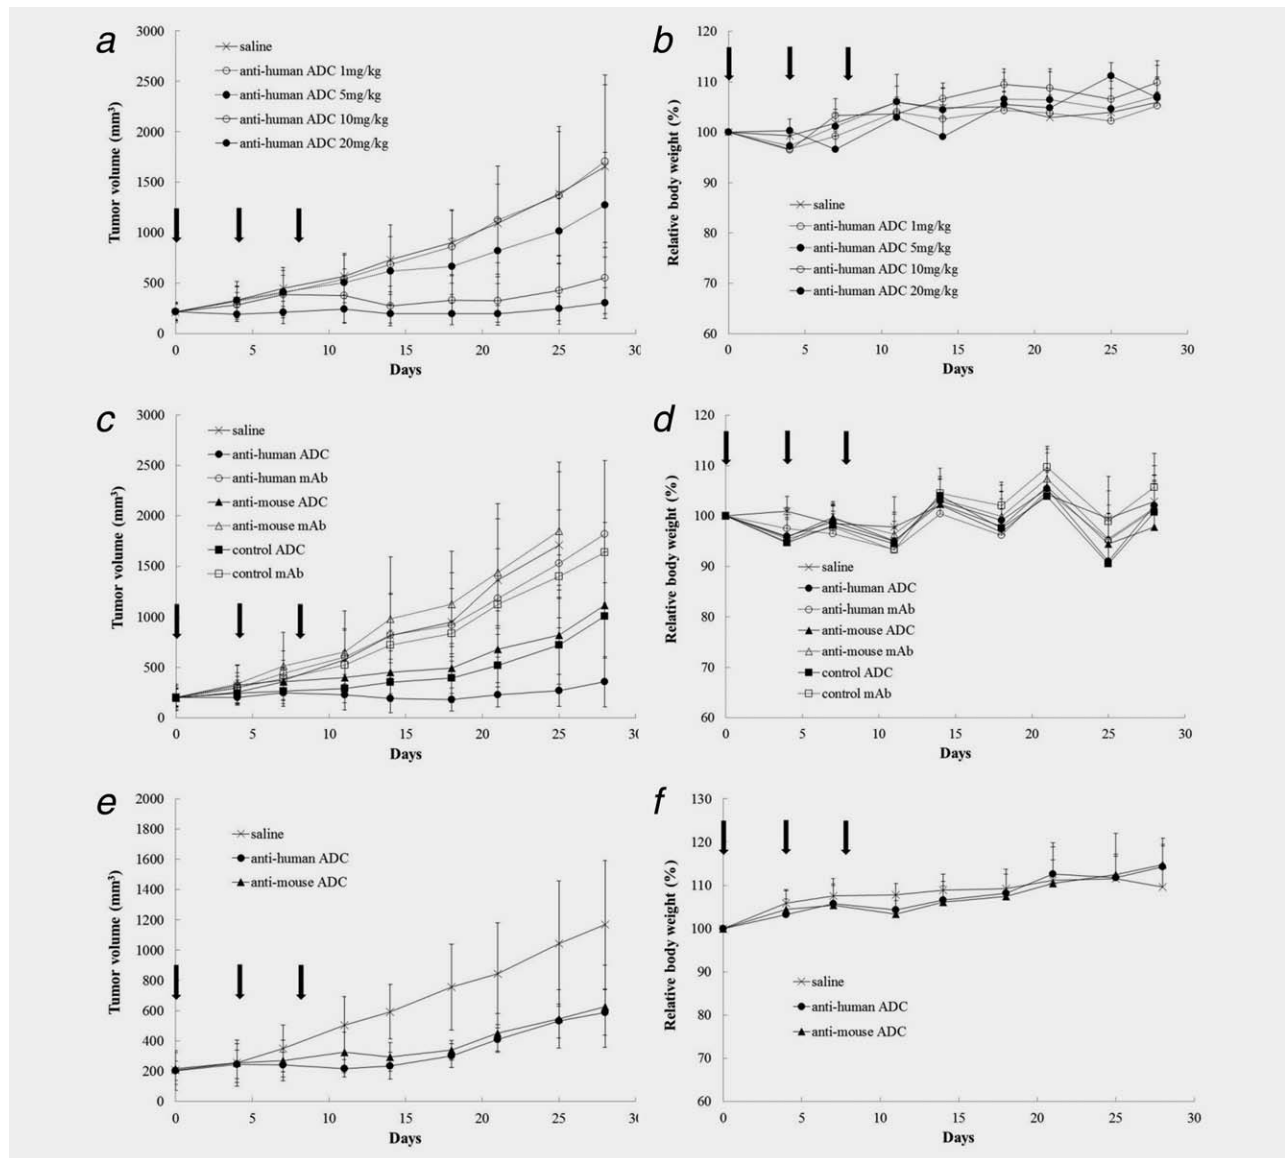 a
3000
2500
2000
1500
1000
500
0
Tumor volume (mm³)
saline
anti-human ADC 1mg/kg
anti-human ADC 5mg/kg
anti-human ADC 10mg/kg
anti-human ADC 20mg/kg
0 5 10 15 20 25 30
Days
b
120
110
100
90
80
70
60
Relative body weight (%)
saline
anti-human ADC 1mg/kg
anti-human ADC 5mg/kg
anti-human ADC 10mg/kg
anti-human ADC 20mg/kg
0 5 10 15 20 25 30
Days
c
3000
2500
2000
1500
1000
500
0
Tumor volume (mm³)
saline
anti-human ADC
anti-human mAb
anti-mouse ADC
anti-mouse mAb
control ADC
control mAb
0 5 10 15 20 25
Days
d
120
110
100
90
80
70
60
Relative body weight (%)
saline
anti-human ADC
anti-human mAb
anti-mouse ADC
anti-mouse mAb
control ADC
control mAb
0 5 10 15 20 25 30
Days
e
2000
1800
1600
1400
1200
1000
800
600
400
200
0
Tumor volume (mm³)
saline
anti-human ADC
anti-mouse ADC
0 5 10 15 20 25 30
Days
f
130
120
110
100
90
80
70
60
Relative body weight (%)
saline
anti-human ADC
anti-mouse ADC
0 5 10 15 20 25 30
Days